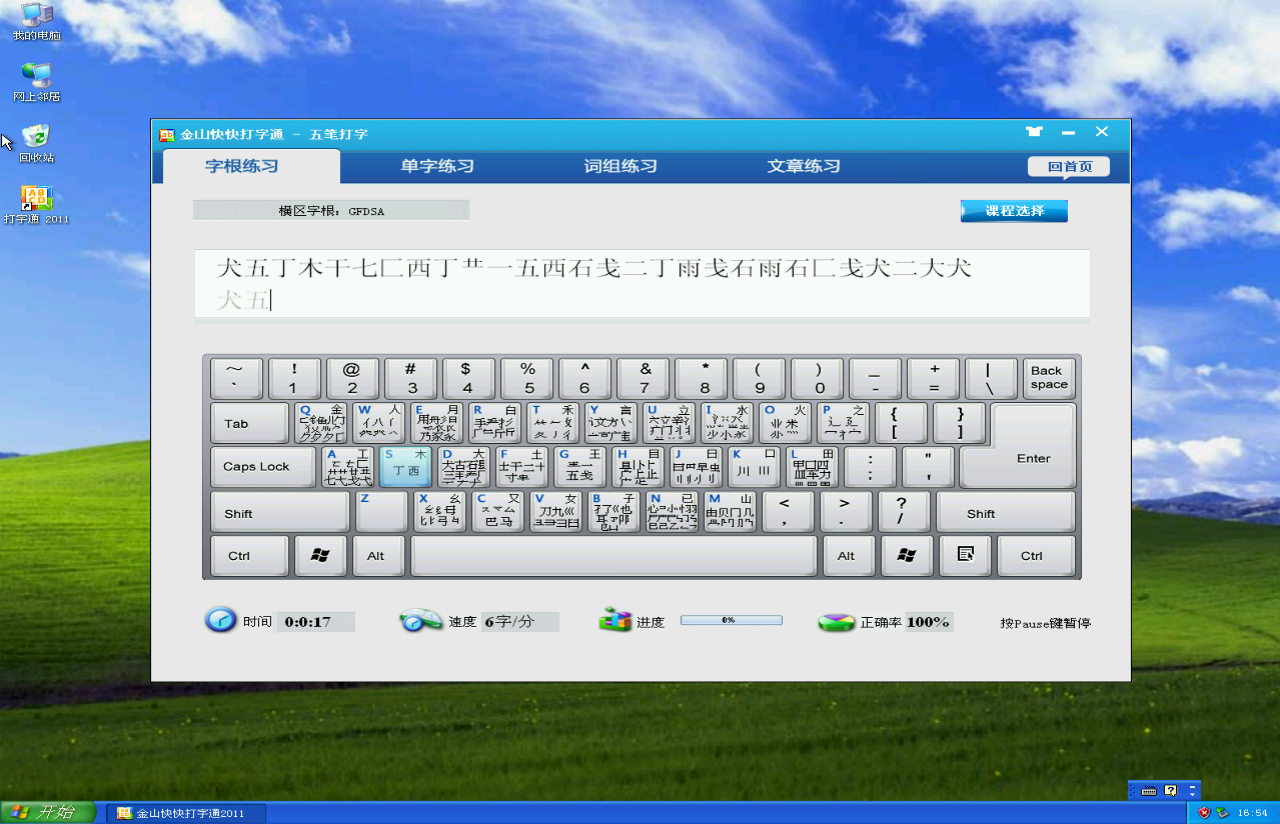 我的电脑
网上邻居
回收站
打字通 2011
金山快快打字通 - 五笔打字
字根练习 单字练习 词组练习 文章练习 回首页
横区字根: GFDSA 课程选择
犬五丁木干七匚西丁艹一五西石戋二丁雨戋石雨石匚戋犬二大犬
犬五
~ ! @ # $ % ^ & * ( ) _ + | Back
` 1 2 3 4 5 6 7 8 9 0 - = \ space
Tab Q 金 W 人 E 月 R 白 T 禾 Y 言 U 立 I 水 O 火 P 之 { }
[ ]
Caps Lock A 工 S 木 D 大 F 土 G 王 H 目 J 日 K 口 L 田 : " Enter
丁西 ; '
Shift Z X 幺 C 又 V 女 B 子 N 已 M 山 < > ? Shift
巴马 , . /
Ctrl Alt Alt Ctrl
时间 0:0:17 速度 6字/分 进度 0% 正确率 100% 按Pause键暂停
开始 金山快快打字通2011 16:54